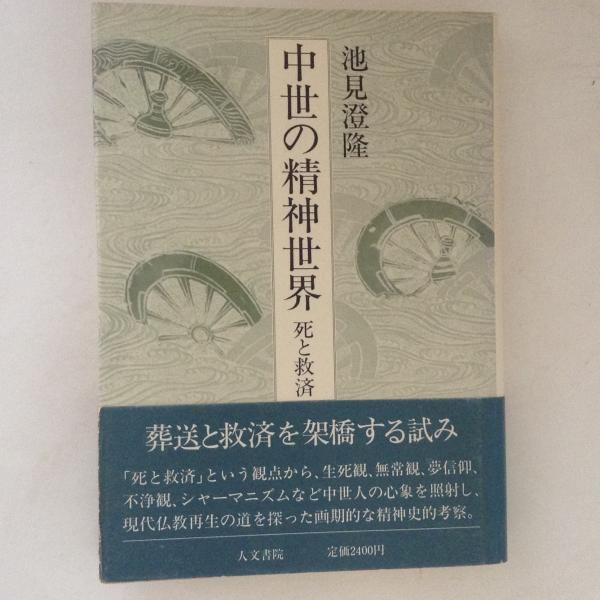 池見澄隆
中世の精神世界
死と救済
葬送と救済を架橋する試み
「死と救済」という観点から、生死観、無常観、夢信仰、
不浄観、シャーマニズムなど中世人の心象を照射し、
現代仏教再生の道を探った画期的な精神史的考察。
人文書院 定価2400円